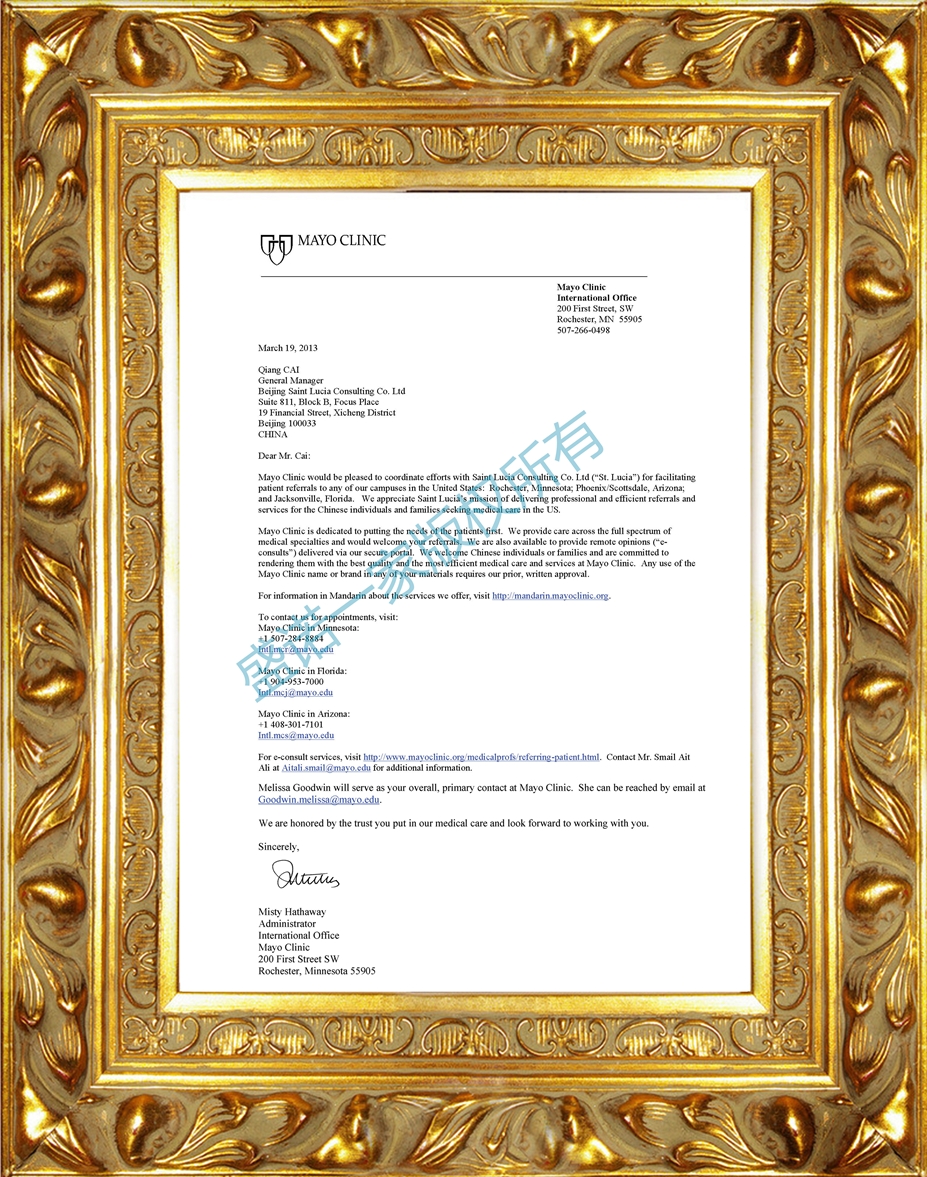 MAYO CLINIC
Mayo Clinic
International Office
200 First Street, SW
Rochester, MN 55905
507-266-0498
March 19, 2013
Qiang CAI
General Manager
Beijing Saint Lucia Consulting Co. Ltd
Suite 811, Block B, Focus Place
19 Financial Street, Xicheng District
Beijing 100033
CHINA
Dear Mr. Cai:
Mayo Clinic would be pleased to coordinate efforts with Saint Lucia Consulting Co. Ltd (“St. Lucia”) for facilitating
patient referrals to any of our campuses in the United States: Rochester, Minnesota; Phoenix/Scottsdale, Arizona;
and Jacksonville, Florida. We appreciate Saint Lucia’s mission of delivering professional and efficient referrals and
services for the Chinese individuals and families seeking medical care in the US.
Mayo Clinic is dedicated to putting the needs of the patients first. We provide care across the full spectrum of
medical specialties and would welcome your referrals. We are also available to provide remote opinions (“e-
consults”) delivered via our secure portal. We welcome Chinese individuals or families and are committed to
rendering them with the best quality and the most efficient medical care and services at Mayo Clinic. Any use of the
Mayo Clinic name or brand in any of your materials requires our prior, written approval.
For information in Mandarin about the services we offer, visit http://mandarin.mayoclinic.org.
To contact us for appointments, visit:
Mayo Clinic in Minnesota:
+1 507-284-8884
Intl.mcr@mayo.edu
Mayo Clinic in Florida:
+1 904-953-7000
Intl.mcj@mayo.edu
Mayo Clinic in Arizona:
+1 408-301-7101
Intl.mcs@mayo.edu
For e-consult services, visit http://www.mayoclinic.org/medicalprofs/referring-patient.html. Contact Mr. Smail Ait
Ali at Aitali.smail@mayo.edu for additional information.
Melissa Goodwin will serve as your overall, primary contact at Mayo Clinic. She can be reached by email at
Goodwin.melissa@mayo.edu.
We are honored by the trust you put in our medical care and look forward to working with you.
Sincerely,
Misty Hathaway
Administrator
International Office
Mayo Clinic
200 First Street SW
Rochester, Minnesota 55905
盛诺一家版权所有